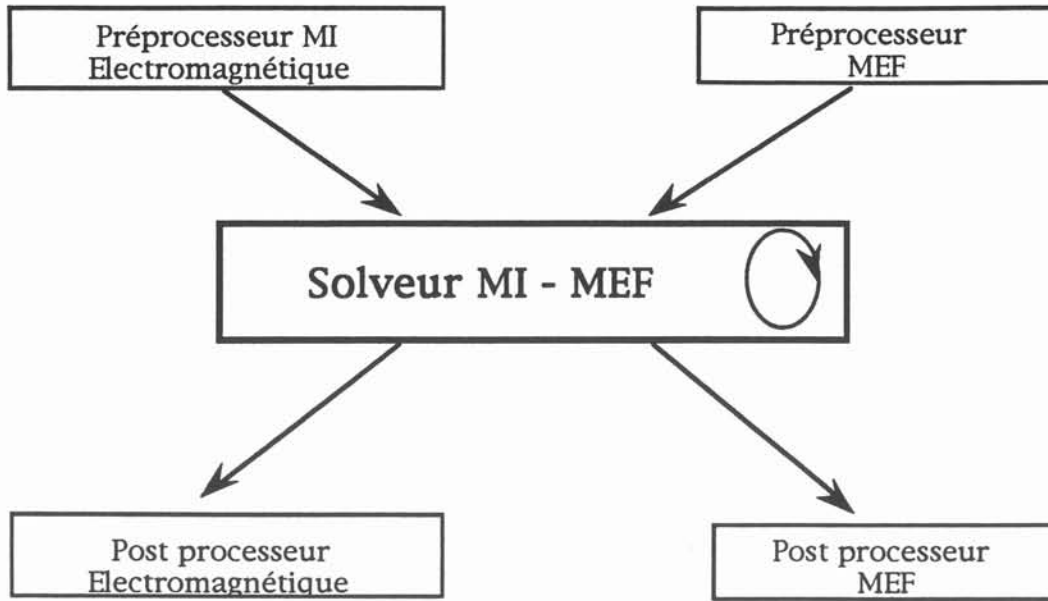 Préprocesseur MI
Electromagnétique
Préprocesseur
MEF
Solveur MI - MEF
Post processeur
Electromagnétique
Post processeur
MEF